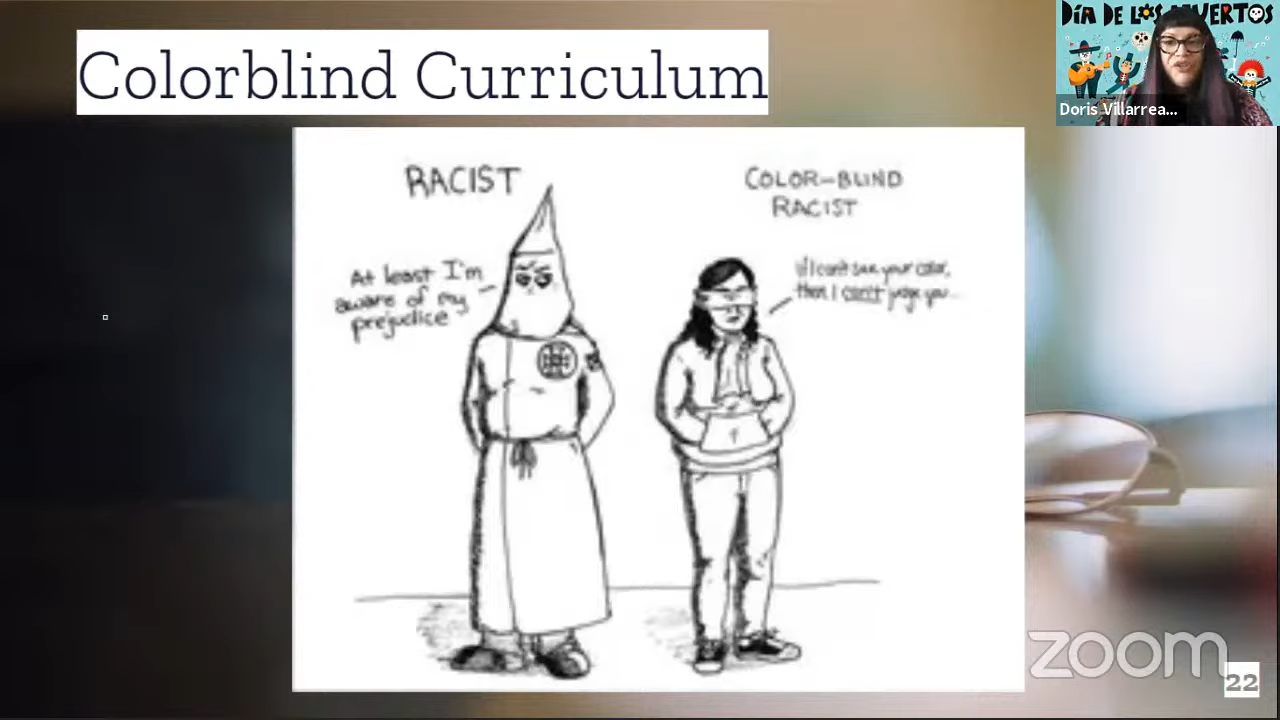 Colorblind Curriculum
DÍA DE LOS MUERTOS
Doris Villarrea...
RACIST
COLOR-BLIND
RACIST
At least I'm
aware of my
prejudice
If I can't see your color,
then I can't judge you...
zoom
22